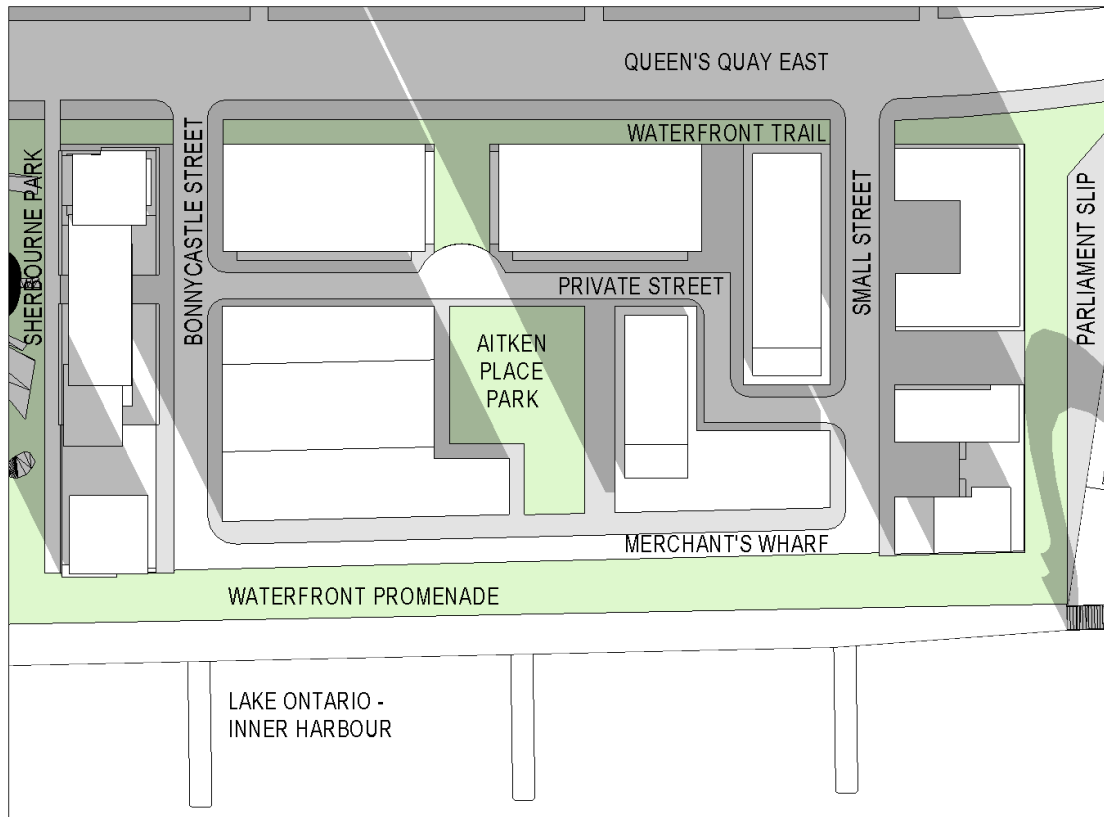 QUEEN'S QUAY EAST
WATERFRONT TRAIL
SHERBOURNE PARK
BONNYCASTLE STREET
SMALL STREET
PARLIAMENT SLIP
PRIVATE STREET
AITKEN
PLACE
PARK
MERCHANT'S WHARF
WATERFRONT PROMENADE
LAKE ONTARIO -
INNER HARBOUR